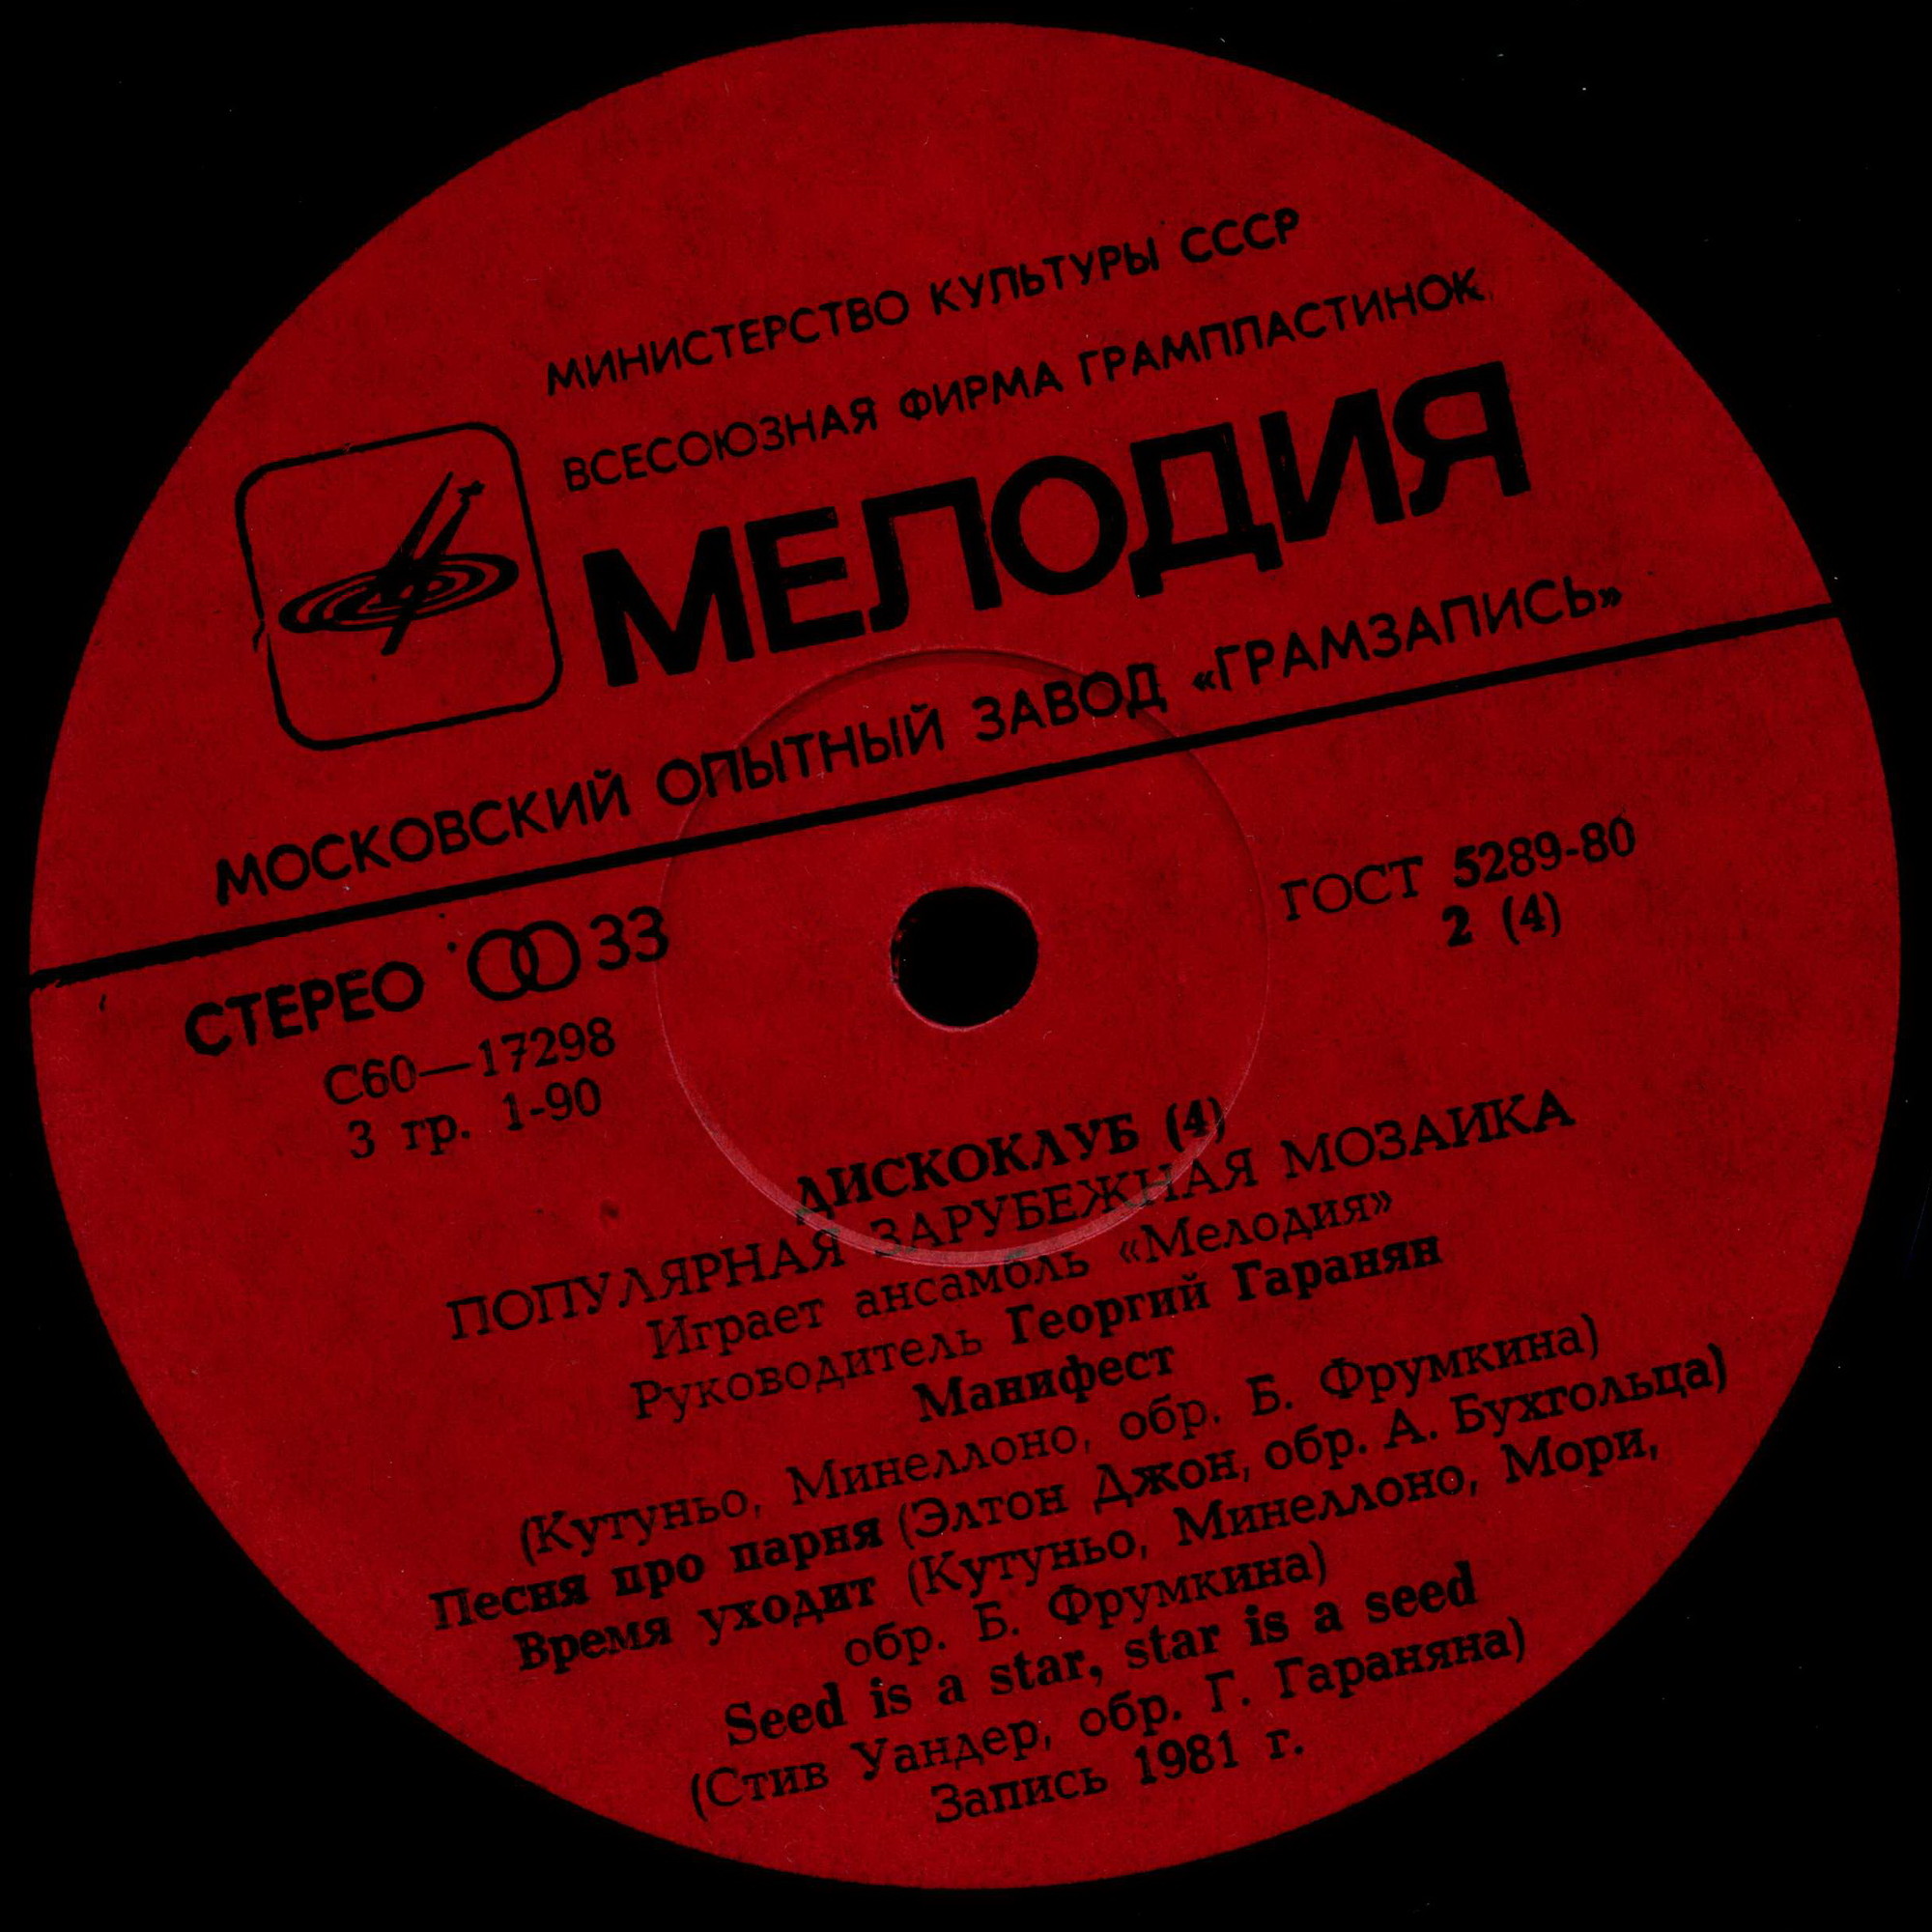 МИНИСТЕРСТВО КУЛЬТУРЫ СССР
ВСЕСОЮЗНАЯ ФИРМА ГРАМПЛАСТИНОК
МЕЛОДИЯ
МОСКОВСКИЙ ОПЫТНЫЙ ЗАВОД «ГРАМЗАПИСЬ»
СТЕРЕО 33
С60—17298
3 гр. 1-90
ГОСТ 5289-80
2 (4)
ДИСКОКЛУБ (4)
ПОПУЛЯРНАЯ ЗАРУБЕЖНАЯ МОЗАИКА
Играет ансамбль «Мелодия»
Руководитель Георгий Гаранян
Манифест
(Кутуньо, Минеллоно, обр. Б. Фрумкина)
Песня про парня (Элтон Джон, обр. А. Бухгольца)
Время уходит (Кутуньо, Минеллоно, Мори,
обр. Б. Фрумкина)
Seed is a star, star is a seed
(Стив Уандер, обр. Г. Гараняна)
Запись 1981 г.